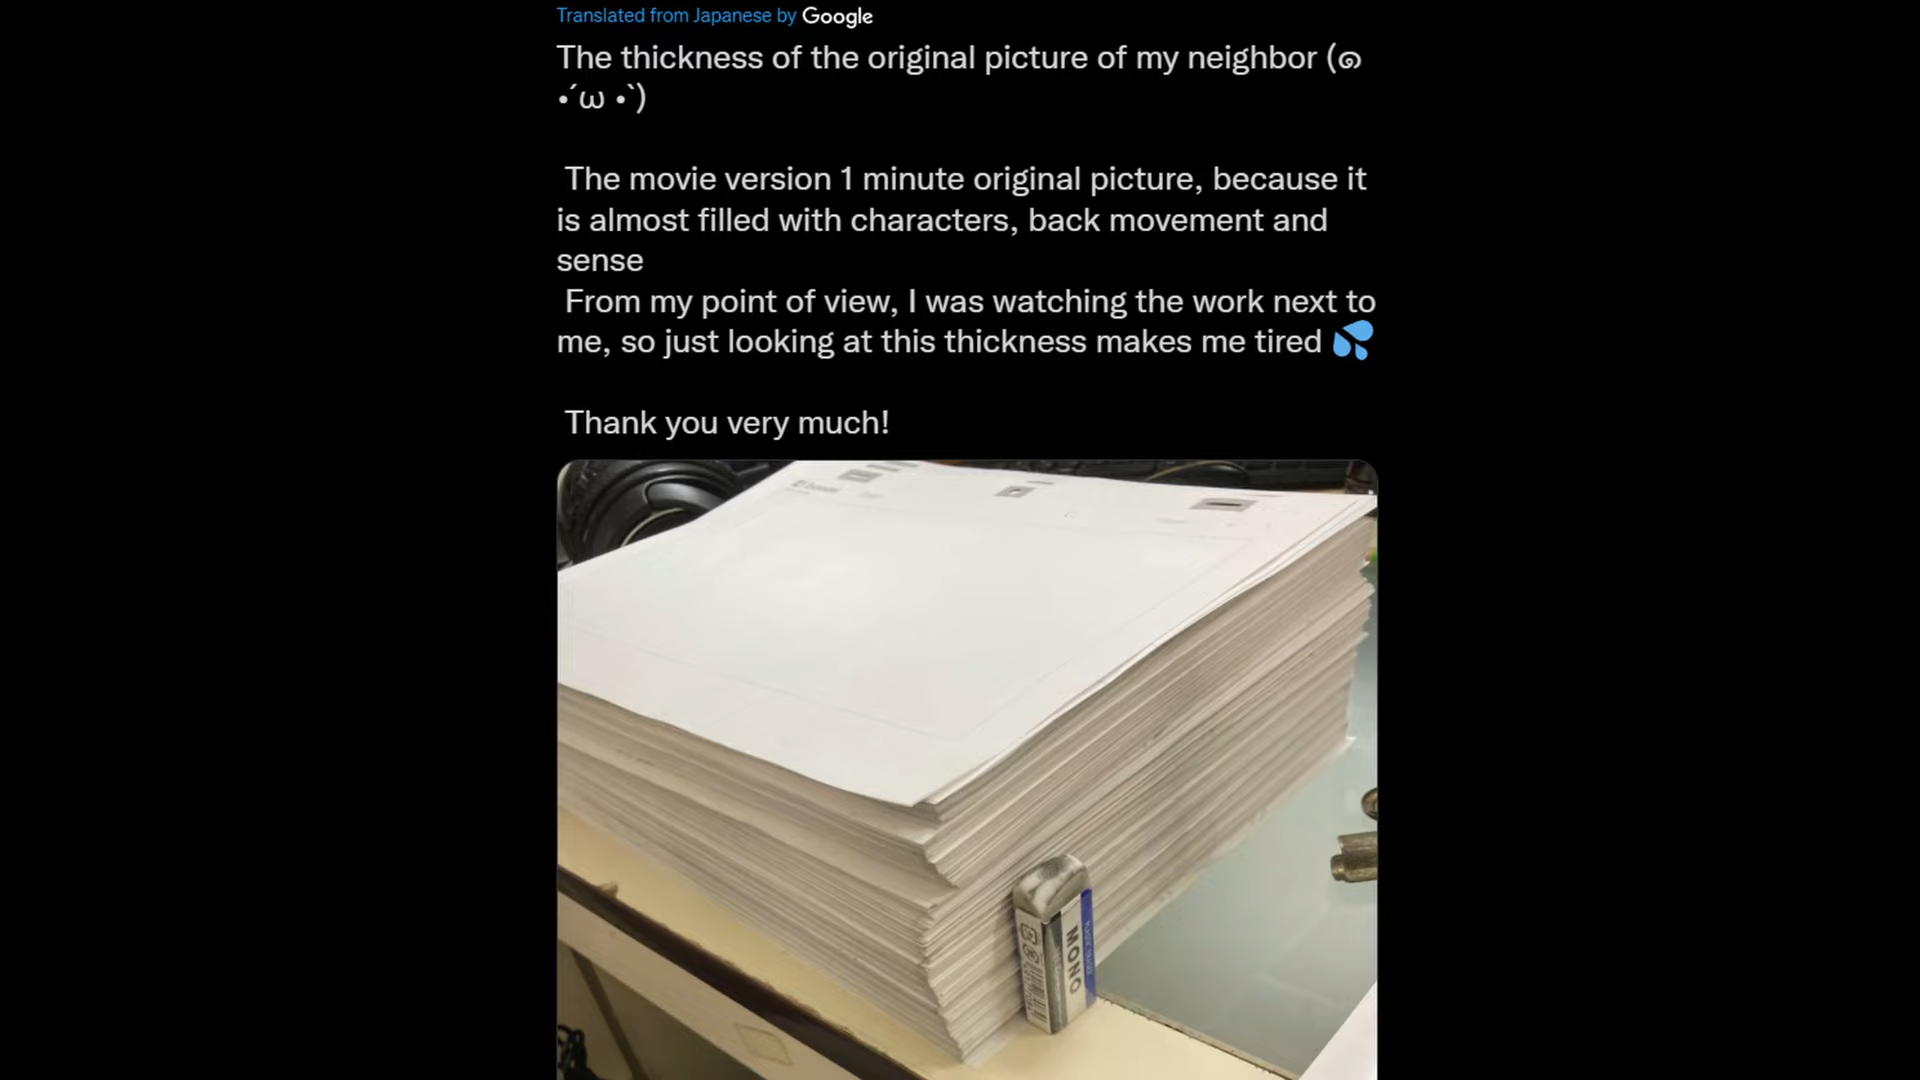 Translated from Japanese by Google
The thickness of the original picture of my neighbor (๑
•´ω •`)
The movie version 1 minute original picture, because it
is almost filled with characters, back movement and
sense
From my point of view, I was watching the work next to
me, so just looking at this thickness makes me tired 💦
Thank you very much!
MONO